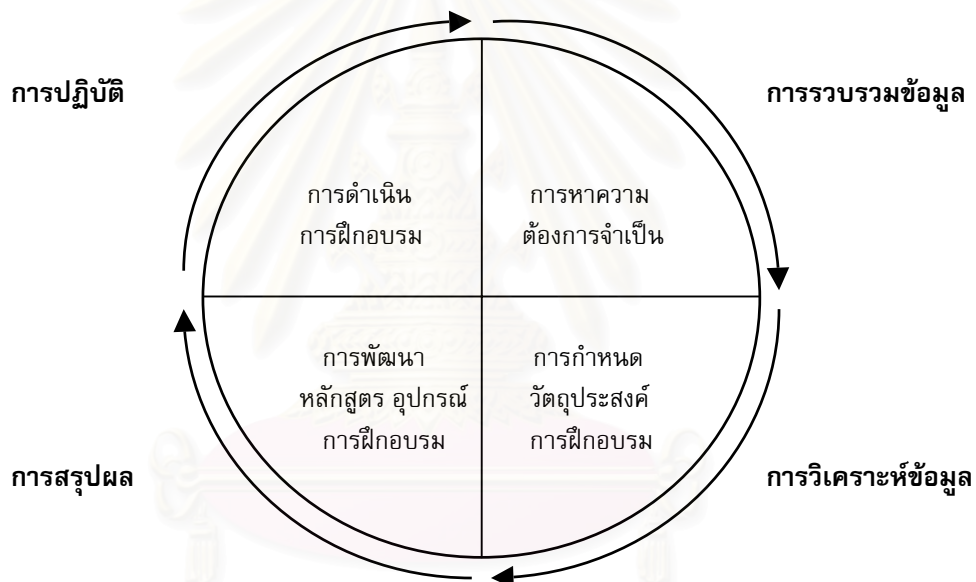 การปฏิบัติ
การรวบรวมข้อมูล
การดำเนิน
การฝึกอบรม
การหาความ
ต้องการจำเป็น
การพัฒนา
หลักสูตร อุปกรณ์
การฝึกอบรม
การกำหนด
วัตถุประสงค์
การฝึกอบรม
การสรุปผล
การวิเคราะห์ข้อมูล